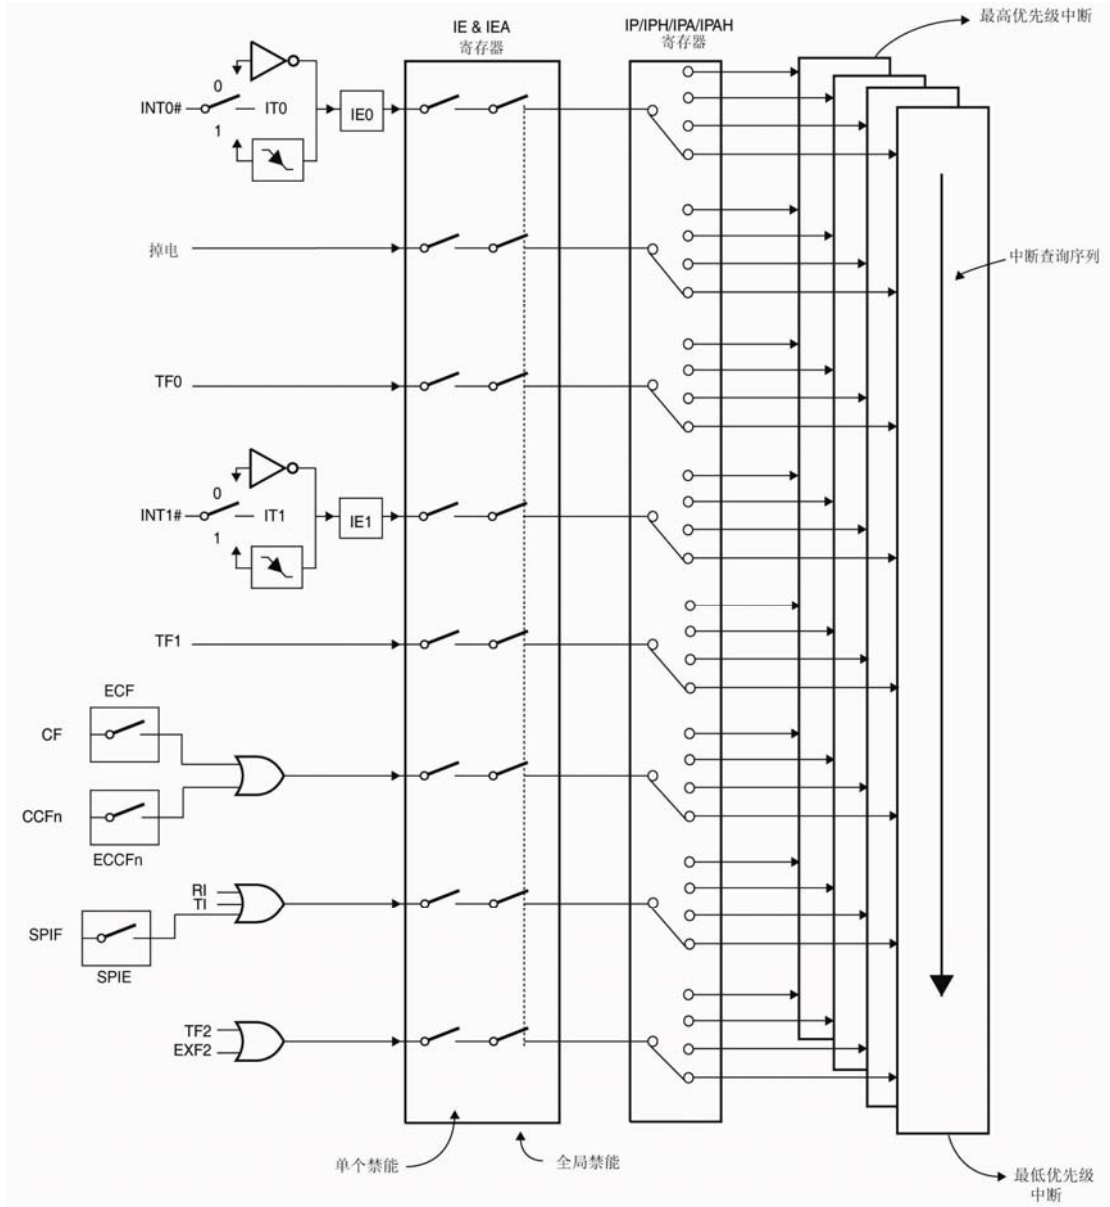 最高优先级中断
IE & IEA
寄存器
IP/IPH/IPA/IPAH
寄存器
0
INT0#
IT0
IE0
1
掉电
中断查询序列
TF0
0
INT1#
IT1
IE1
1
TF1
ECF
CF
CCFn
ECCFn
RI
TI
SPIF
SPIE
TF2
EXF2
单个禁能
全局禁能
最低优先级
中断